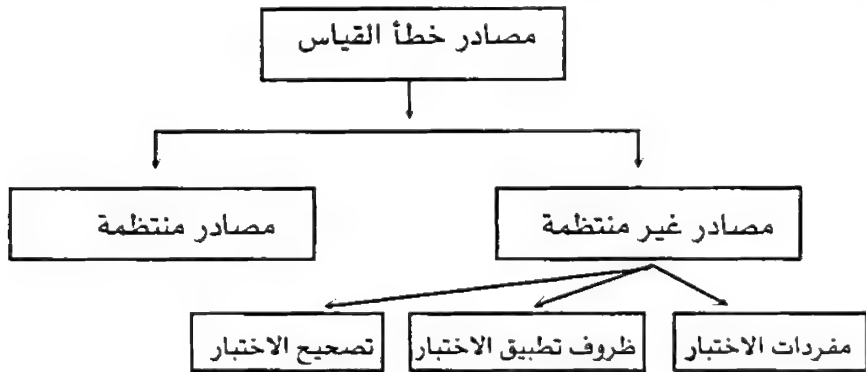 مصادر خطأ القياس
مصادر غير منتظمة
مصادر منتظمة
مفردات الاختبار
ظروف تطبيق الاختبار
تصحيح الاختبار